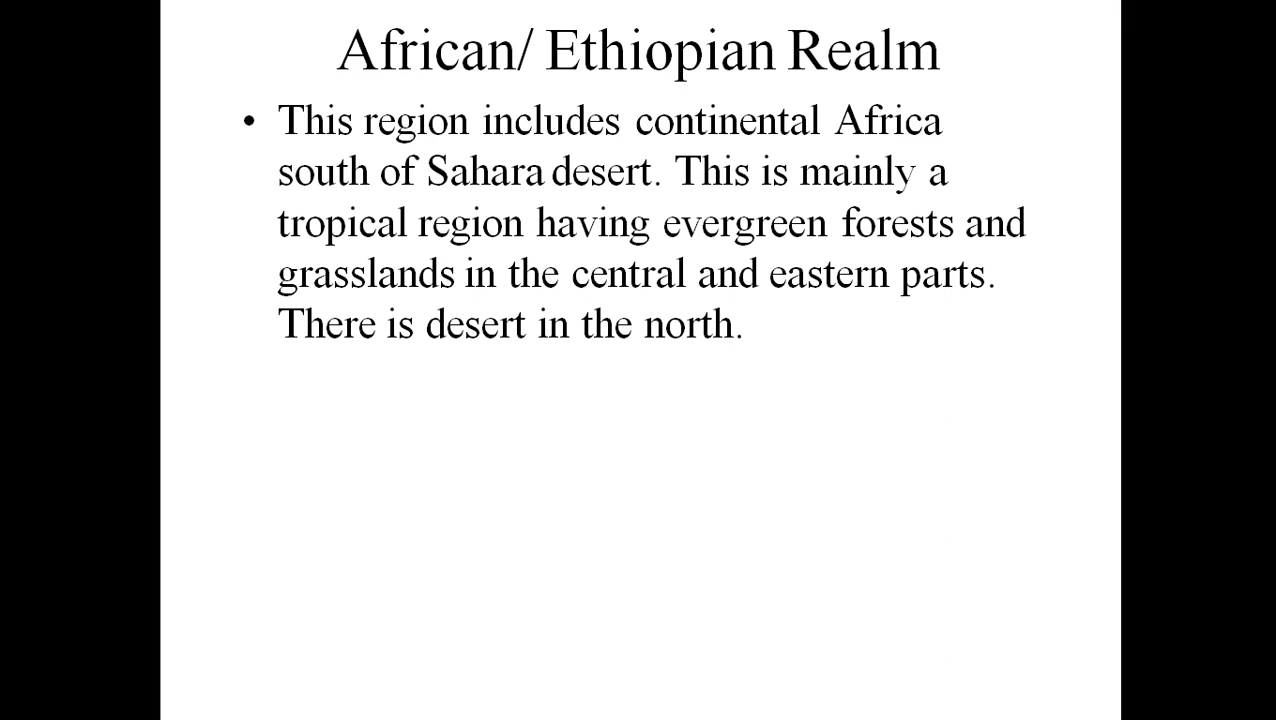 African/ Ethiopian Realm
• This region includes continental Africa
south of Sahara desert. This is mainly a
tropical region having evergreen forests and
grasslands in the central and eastern parts.
There is desert in the north.